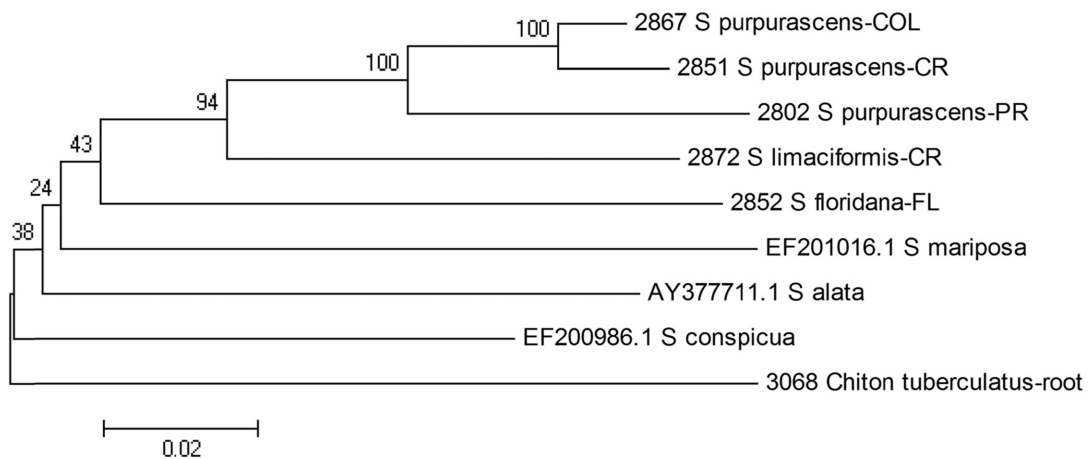 100 2867 S purpurascens-COL
100 2851 S purpurascens-CR
94 2802 S purpurascens-PR
43 2872 S limaciformis-CR
24 2852 S floridana-FL
38 EF201016.1 S mariposa
AY377711.1 S alata
EF200986.1 S conspicua
3068 Chiton tuberculatus-root
0.02